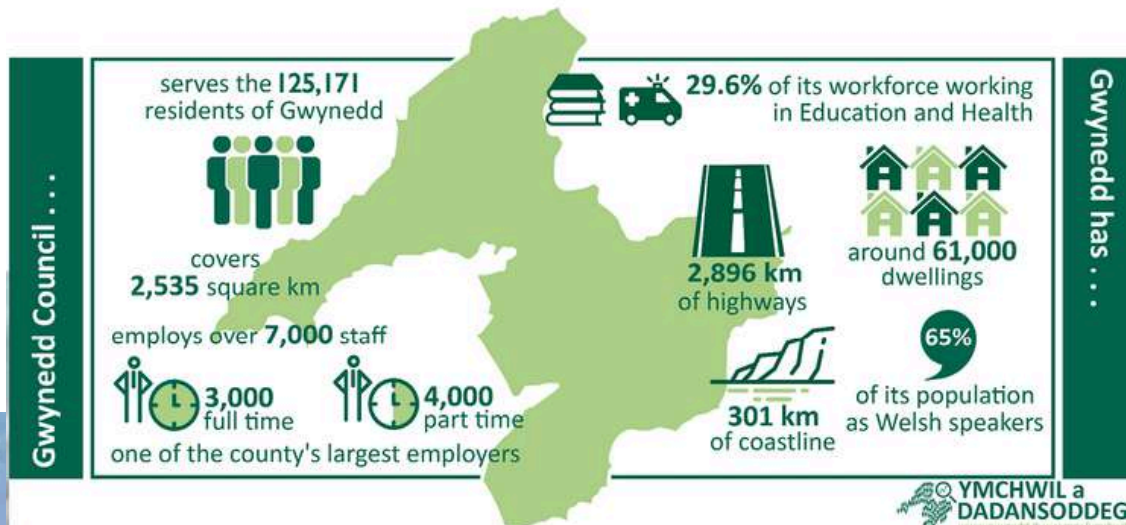 Gwynedd Council . . .
serves the 125,171
residents of Gwynedd
covers
2,535 square km
employs over 7,000 staff
3,000
full time
4,000
part time
one of the county's largest employers
29.6% of its workforce working
in Education and Health
2,896 km
of highways
around 61,000
dwellings
301 km
of coastline
65%
of its population
as Welsh speakers
Gwynedd has . . .
YMCHWIL a
DADANSODDEG